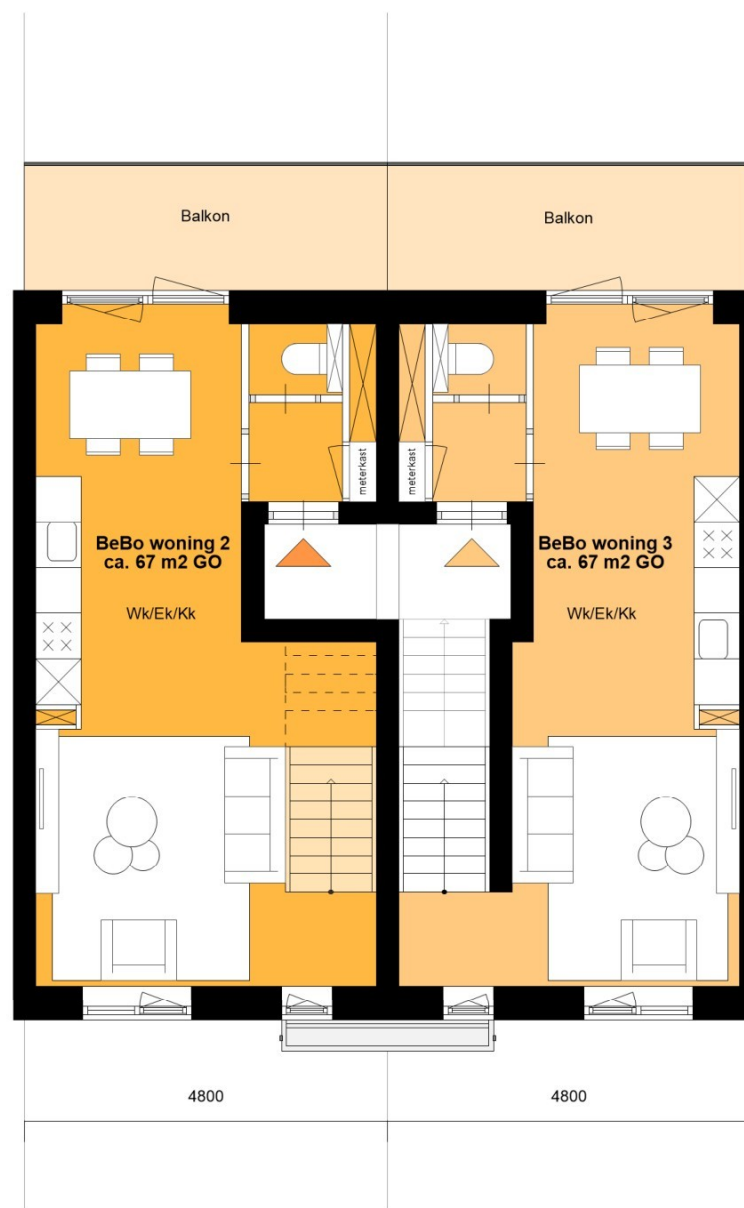 Balkon
Balkon
meterkast
meterkast
BeBo woning 2
ca. 67 m2 GO
BeBo woning 3
ca. 67 m2 GO
Wk/Ek/Kk
Wk/Ek/Kk
4800
4800